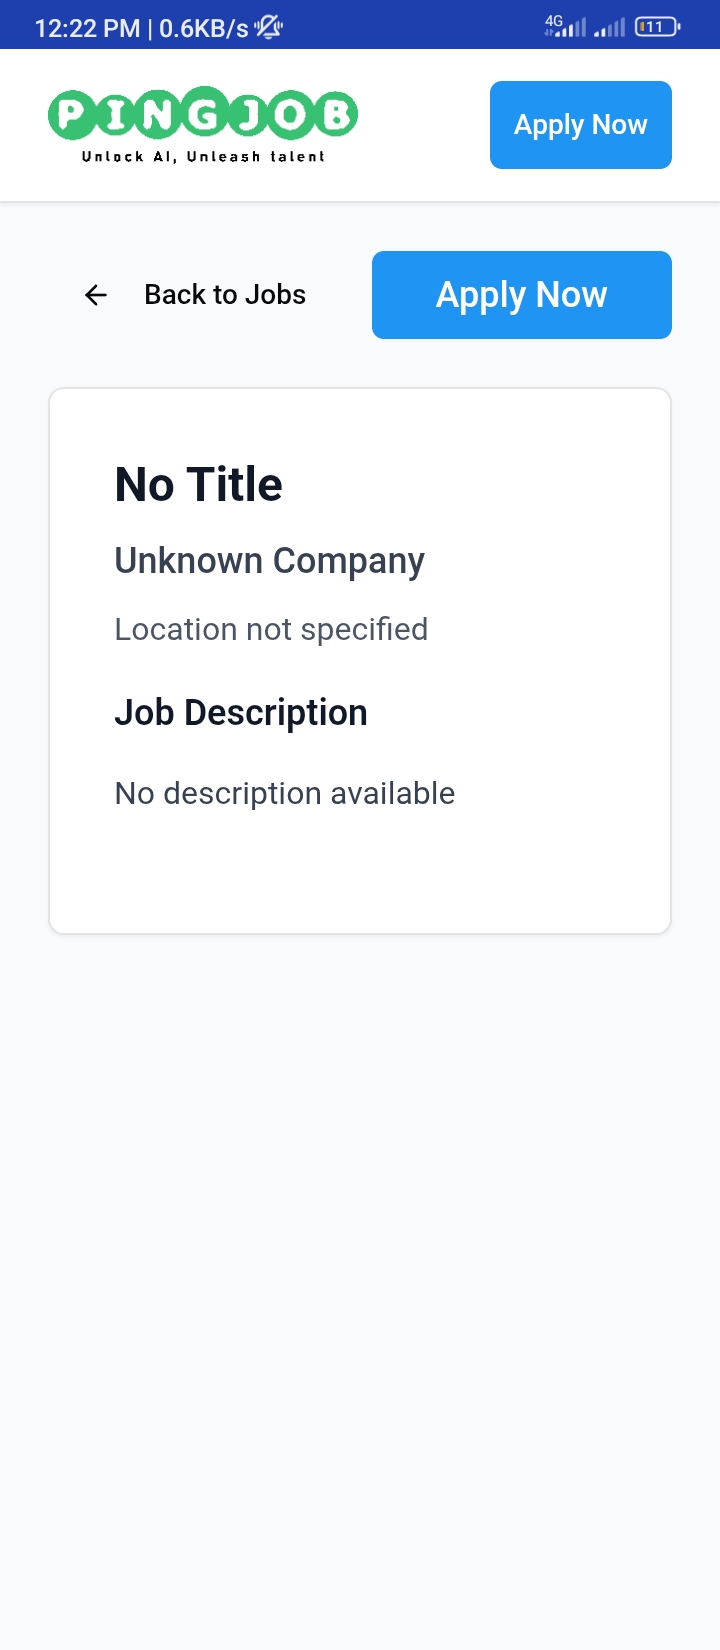 12:22 PM | 0.6KB/s
4G
11
PINGJOB
Unlock AI, Unleash talent
Apply Now
Back to Jobs
Apply Now
No Title
Unknown Company
Location not specified
Job Description
No description available